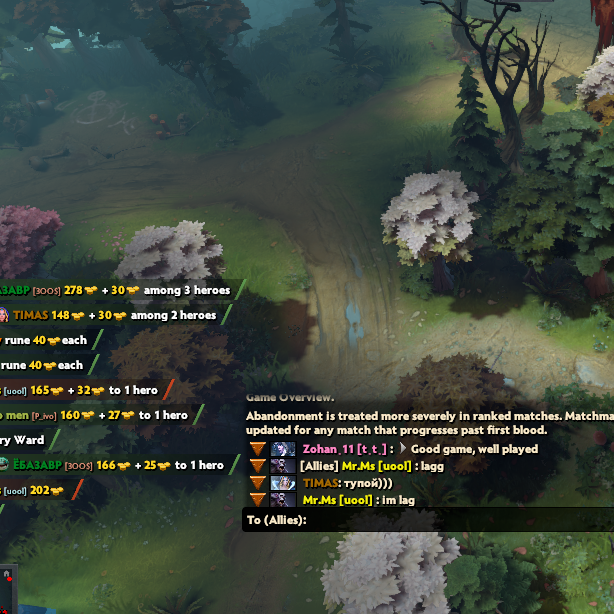 [3OOS] 278 + 30 among 3 heroes
TIMAS 148 + 30 among 2 heroes
rune 40 each
rune 40 each
[uool] 165 + 32 to 1 hero
men [P_ivo] 160 + 27 to 1 hero
Ward
ЁБАЗАВР [3OOS] 166 + 25 to 1 hero
[uool] 202
Game Overview.
Abandonment is treated more severely in ranked matches.
updated for any match that progresses past first blood.
Zohan_11 [t_t_] : Good game, well played
[Allies] Mr.Ms [uool] : lagg
TIMAS: тупой)))
Mr.Ms [uool] : im lag
To (Allies):